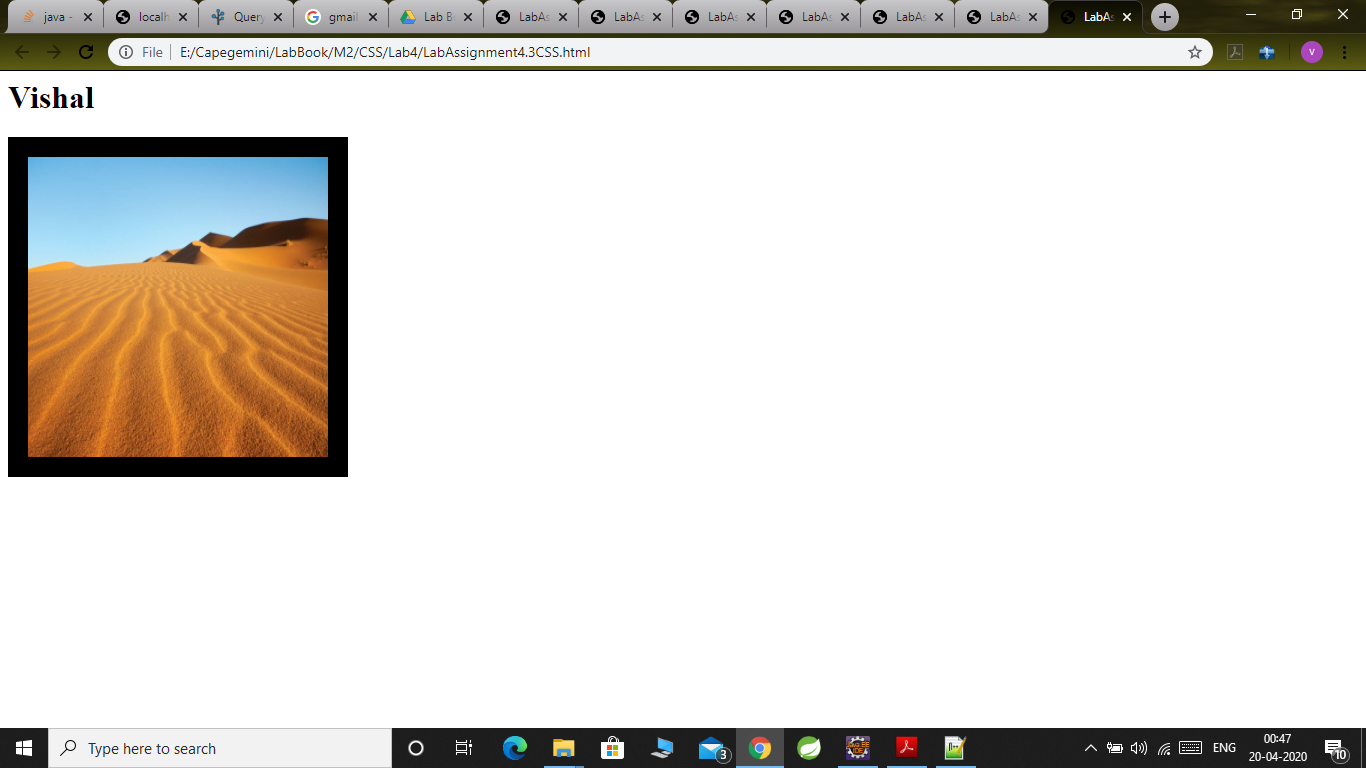 java - localh Query gmail Lab B LabAs LabAs LabAs LabAs LabAs LabAs LabAs
File E:/Capegemini/LabBook/M2/CSS/Lab4/LabAssignment4.3CSS.html V
Vishal
Type here to search 3 ENG 00:47
20-04-2020 10